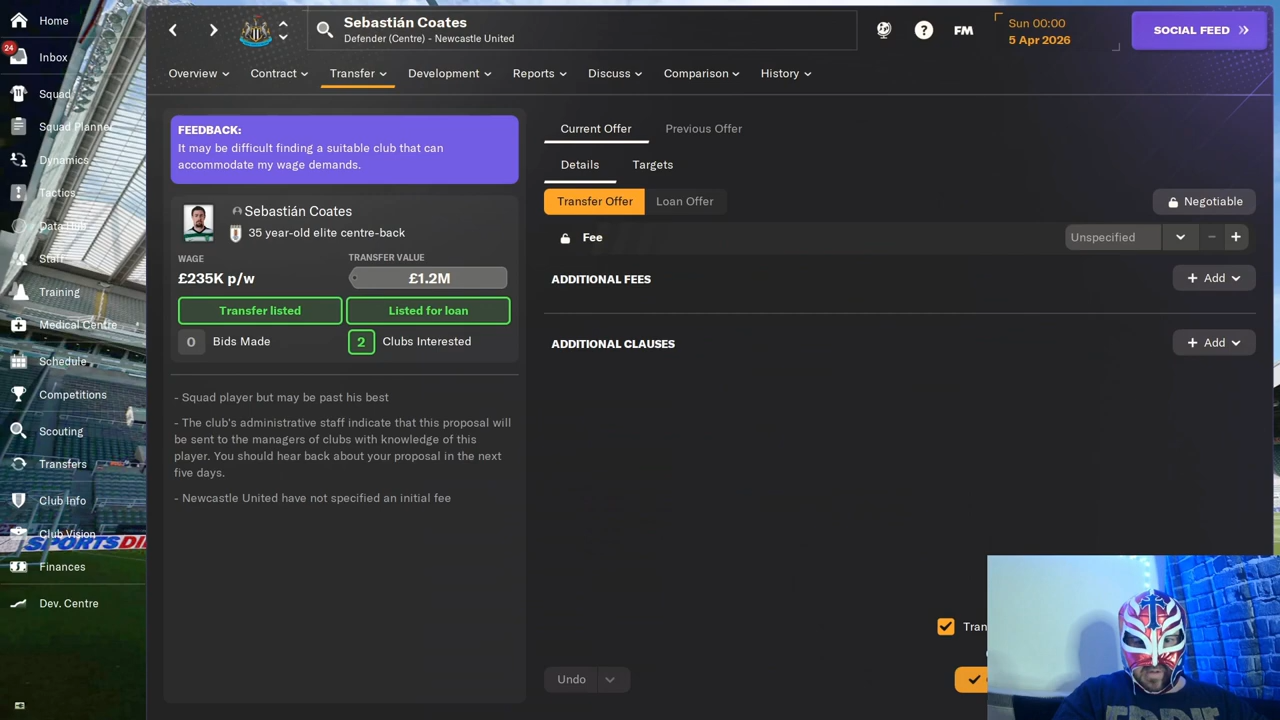 Home
24
Inbox
Squad
Squad Planner
Dynamics
Tactics
Data Hub
Staff
Training
Medical Centre
Schedule
Competitions
Scouting
Transfers
Club Info
Club Vision
SPORTS
Finances
Dev. Centre
Sebastián Coates
Defender (Centre) - Newcastle United
?
FM
Sun 00:00
5 Apr 2026
SOCIAL FEED
Overview
Contract
Transfer
Development
Reports
Discuss
Comparison
History
FEEDBACK:
It may be difficult finding a suitable club that can
accommodate my wage demands.
Sebastián Coates
35 year-old elite centre-back
WAGE
£235K p/w
TRANSFER VALUE
£1.2M
Transfer listed
Listed for loan
0 Bids Made
2 Clubs Interested
- Squad player but may be past his best
- The club's administrative staff indicate that this proposal will
be sent to the managers of clubs with knowledge of this
player. You should hear back about your proposal in the next
five days.
- Newcastle United have not specified an initial fee
Current Offer
Previous Offer
Details
Targets
Transfer Offer
Loan Offer
Negotiable
Fee
Unspecified
ADDITIONAL FEES
+ Add
ADDITIONAL CLAUSES
+ Add
Tran
Undo
EDDIE